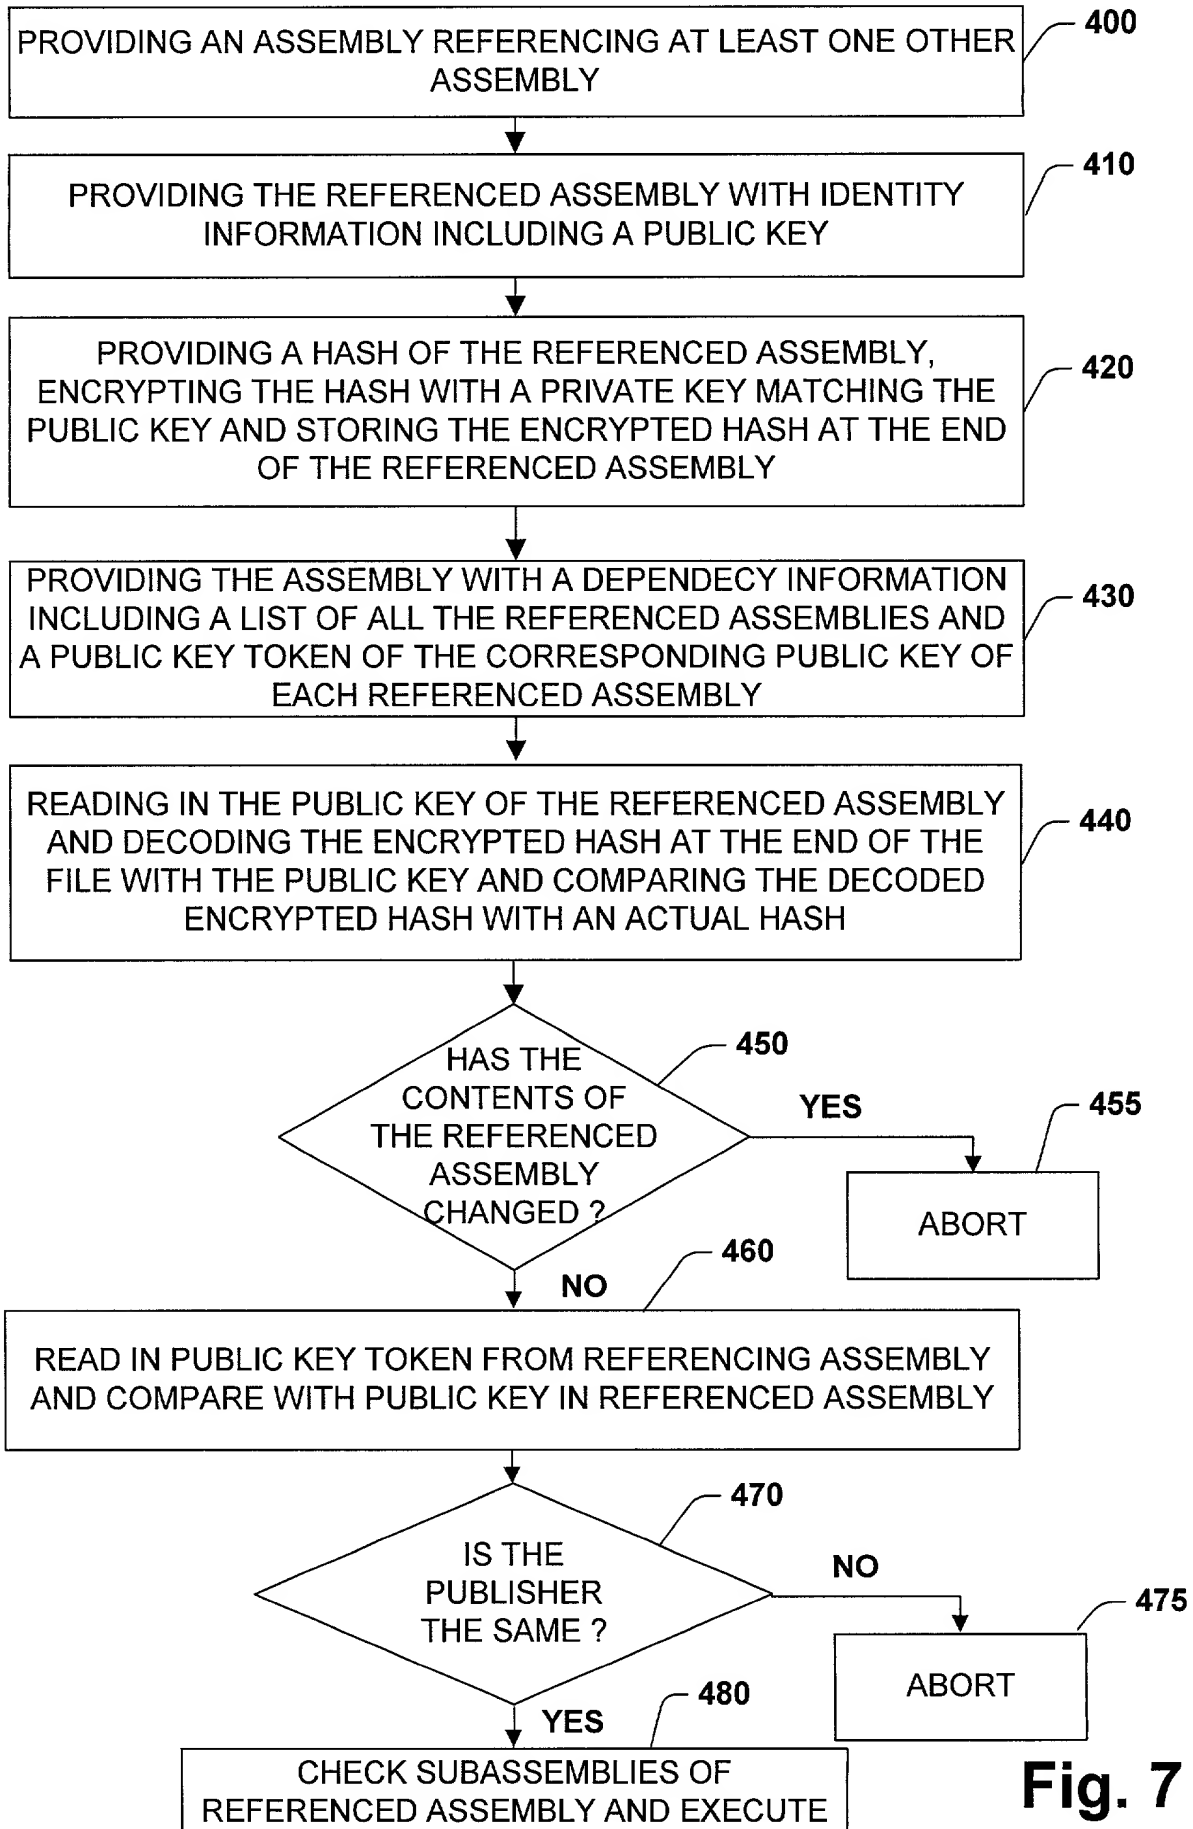 PROVIDING AN ASSEMBLY REFERENCING AT LEAST ONE OTHER
ASSEMBLY
400
PROVIDING THE REFERENCED ASSEMBLY WITH IDENTITY
INFORMATION INCLUDING A PUBLIC KEY
410
PROVIDING A HASH OF THE REFERENCED ASSEMBLY,
ENCRYPTING THE HASH WITH A PRIVATE KEY MATCHING THE
PUBLIC KEY AND STORING THE ENCRYPTED HASH AT THE END
OF THE REFERENCED ASSEMBLY
420
PROVIDING THE ASSEMBLY WITH A DEPENDECY INFORMATION
INCLUDING A LIST OF ALL THE REFERENCED ASSEMBLIES AND
A PUBLIC KEY TOKEN OF THE CORRESPONDING PUBLIC KEY OF
EACH REFERENCED ASSEMBLY
430
READING IN THE PUBLIC KEY OF THE REFERENCED ASSEMBLY
AND DECODING THE ENCRYPTED HASH AT THE END OF THE
FILE WITH THE PUBLIC KEY AND COMPARING THE DECODED
ENCRYPTED HASH WITH AN ACTUAL HASH
440
HAS THE
CONTENTS OF
THE REFERENCED
ASSEMBLY
CHANGED ?
450
YES
455
ABORT
NO
460
READ IN PUBLIC KEY TOKEN FROM REFERENCING ASSEMBLY
AND COMPARE WITH PUBLIC KEY IN REFERENCED ASSEMBLY
IS THE
PUBLISHER
THE SAME ?
470
NO
475
ABORT
YES
480
CHECK SUBASSEMBLIES OF
REFERENCED ASSEMBLY AND EXECUTE
Fig. 7